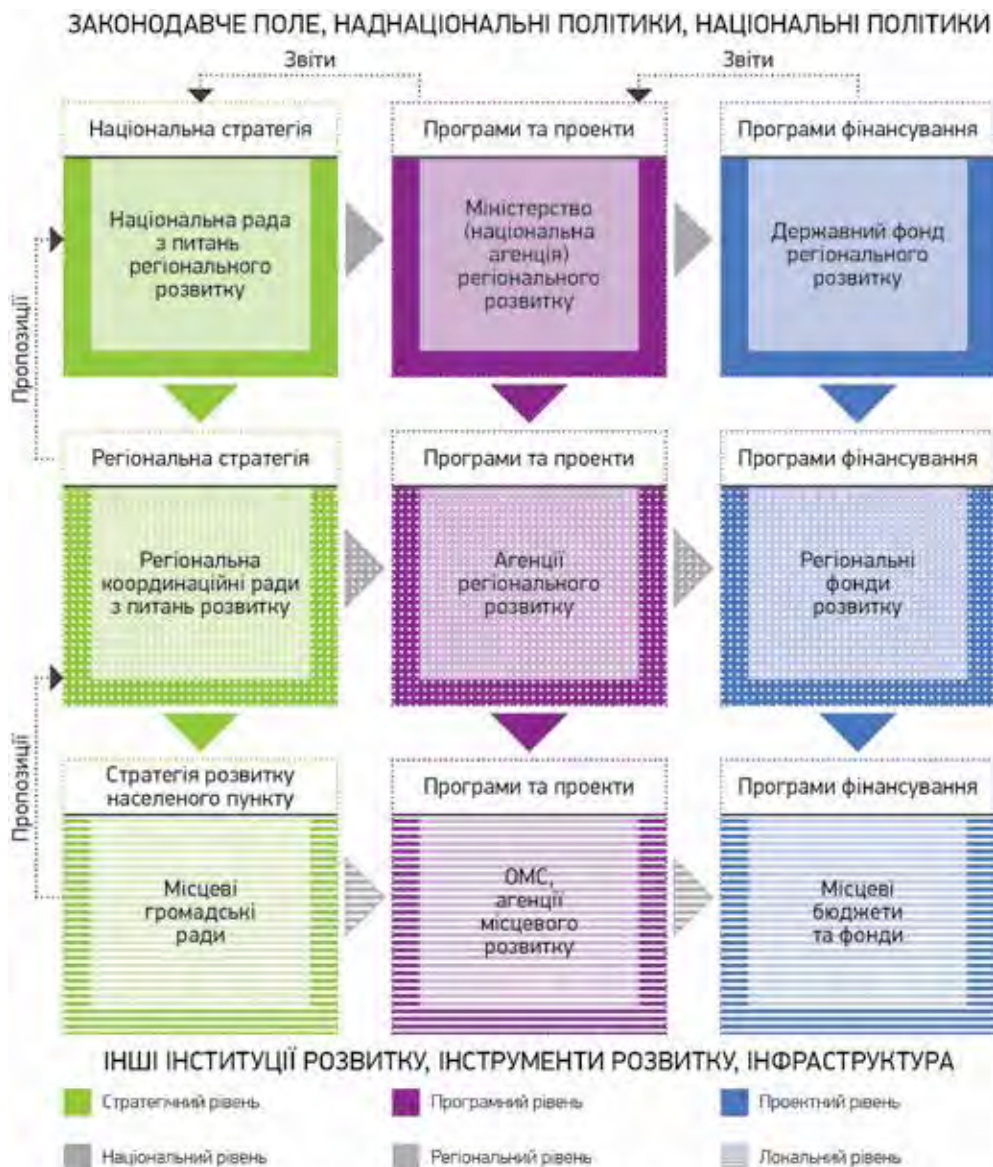 ЗАКОНОДАВЧЕ ПОЛЕ, НАДНАЦІОНАЛЬНІ ПОЛІТИКИ, НАЦІОНАЛЬНІ ПОЛІТИКИ
Звіти
Звіти
Національна стратегія
Програми та проекти
Програми фінансування
Національна рада
з питань
регіонального
розвитку
Міністерство
(національна
агенція)
регіонального
розвитку
Державний фонд
регіонального
розвитку
Пропозиції
Регіональна стратегія
Програми та проекти
Програми фінансування
Регіональна
координаційні ради
з питань розвитку
Агенції
регіонального
розвитку
Регіональні
фонди
розвитку
Пропозиції
Стратегія розвитку
населеного пункту
Програми та проекти
Програми фінансування
Місцеві
громадські
ради
ОМС,
агенції
місцевого
розвитку
Місцеві
бюджети
та фонди
ІНШІ ІНСТИТУЦІЇ РОЗВИТКУ, ІНСТРУМЕНТИ РОЗВИТКУ, ІНФРАСТРУКТУРА
Стратегічний рівень
Програмний рівень
Проектний рівень
Національний рівень
Регіональний рівень
Локальний рівень